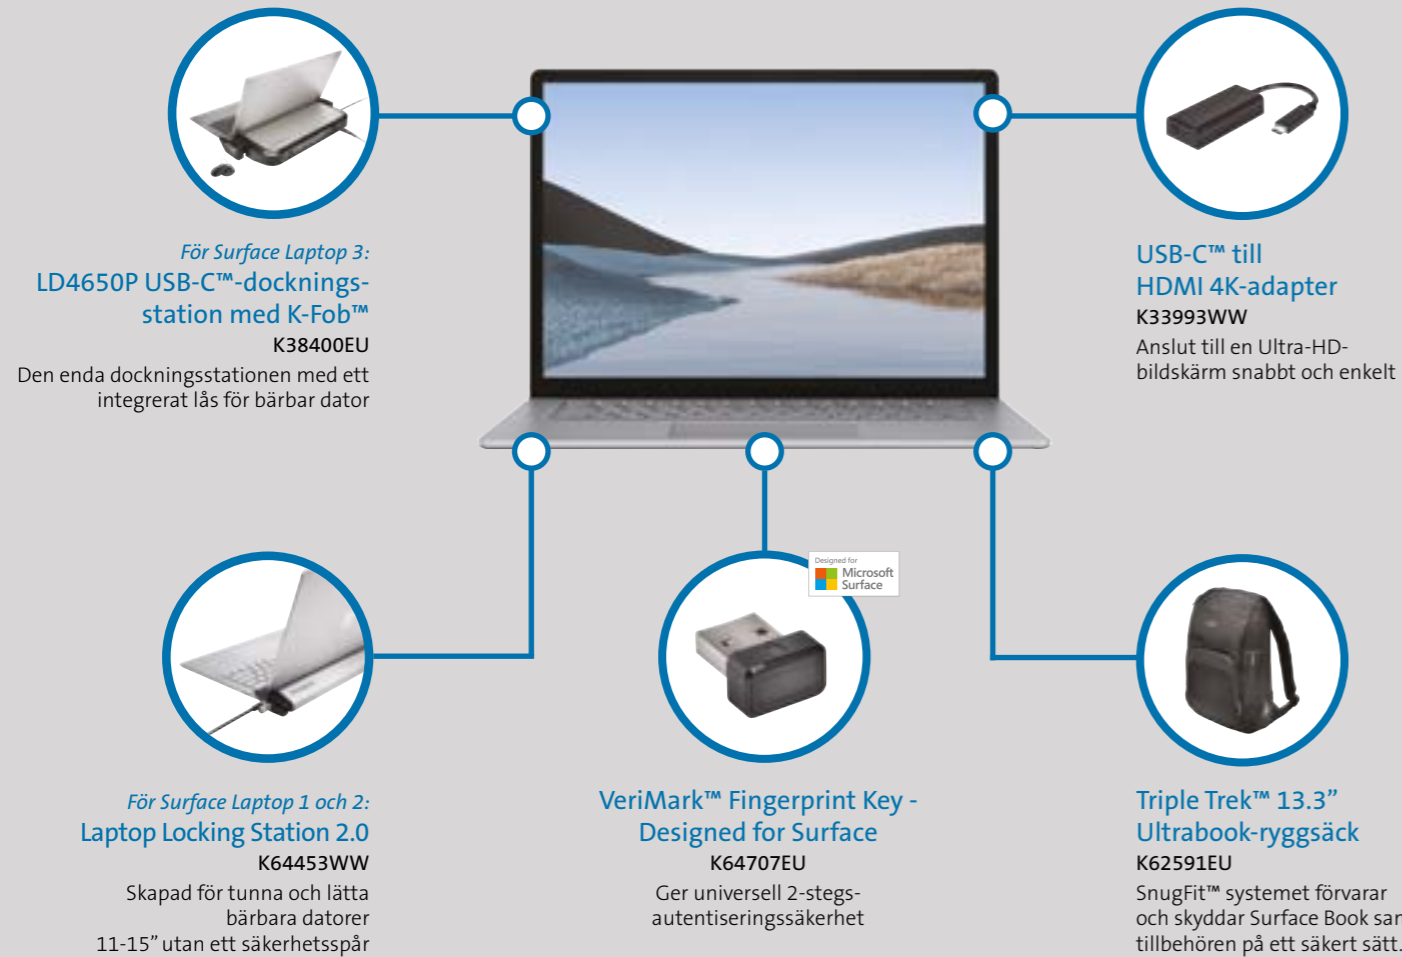 För Surface Laptop 3:
LD4650P USB-C™-docknings-
station med K-Fob™
K38400EU
Den enda dockningsstationen med ett
integrerat lås för bärbar dator
USB-C™ till
HDMI 4K-adapter
K33993WW
Anslut till en Ultra-HD-
bildskärm snabbt och enkelt
För Surface Laptop 1 och 2:
Laptop Locking Station 2.0
K64453WW
Skapad för tunna och lätta
bärbara datorer
11-15” utan ett säkerhetsspår
Designed for
Microsoft
Surface
VeriMark™ Fingerprint Key -
Designed for Surface
K64707EU
Ger universell 2-stegs-
autentiseringssäkerhet
Triple Trek™ 13.3”
Ultrabook-ryggsäck
K62591EU
SnugFit™ systemet förvarar
och skyddar Surface Book
tillbehören på ett säkert sätt.